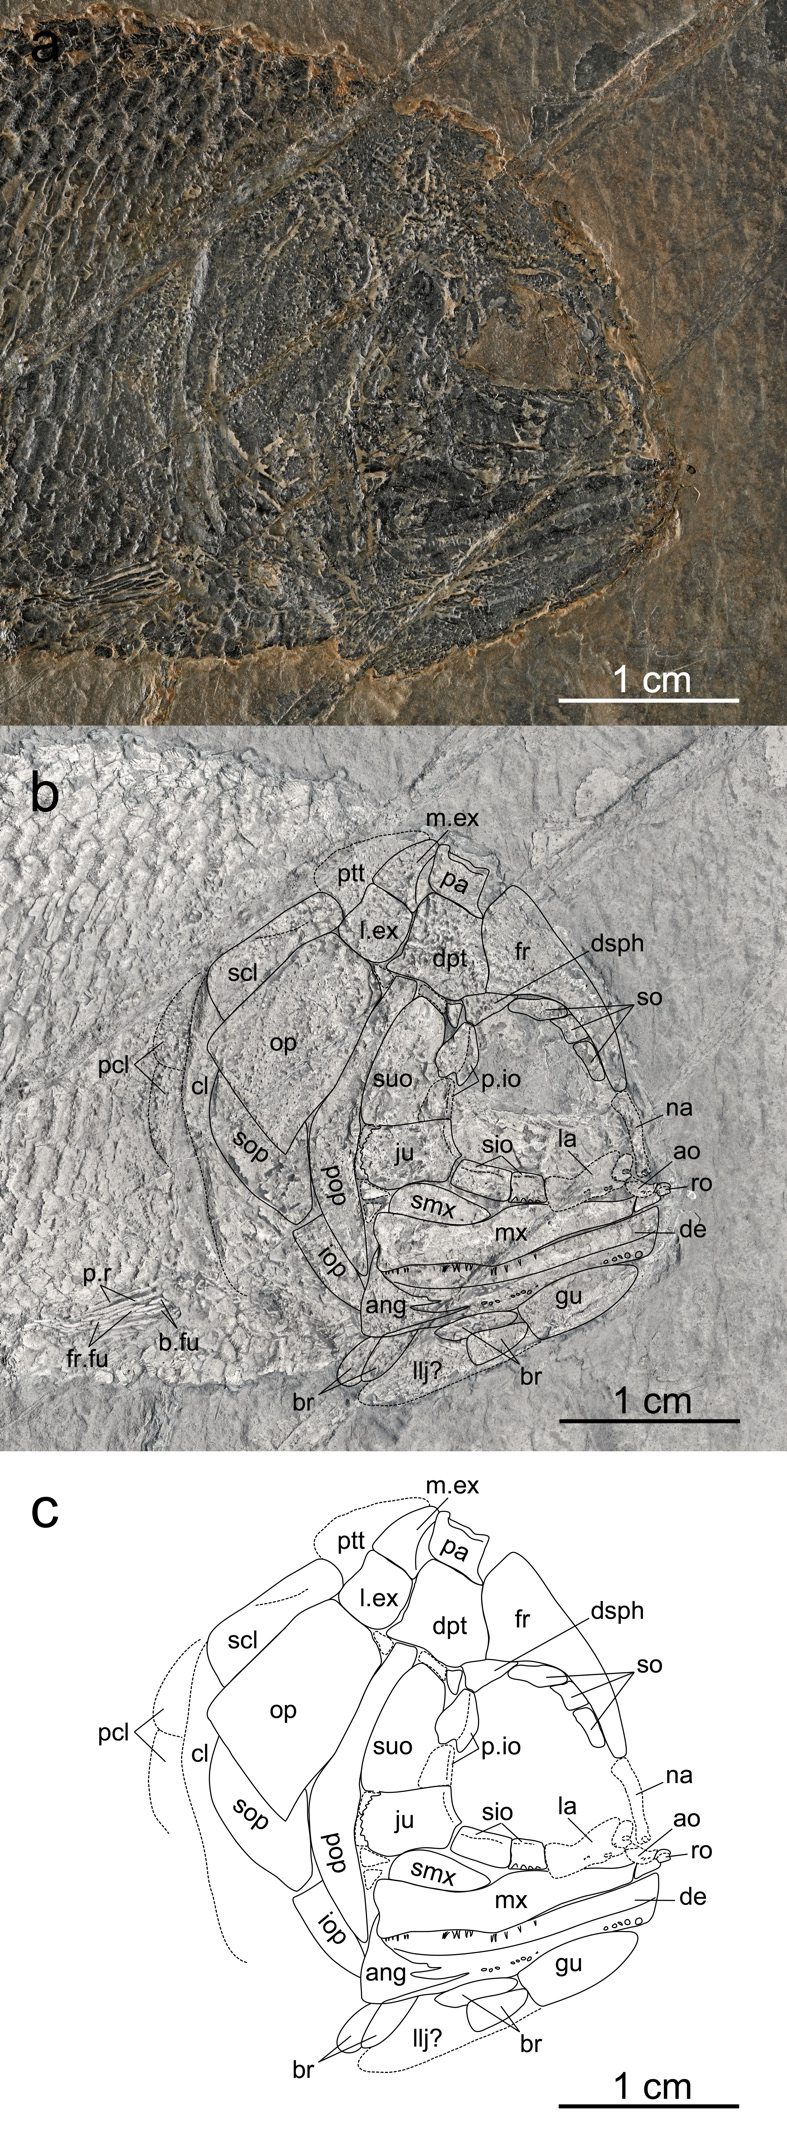 a
1 cm
b
m.ex
ptt
pa
l.ex
fr
dsph
dpt
scl
so
op
pcl
suo
p.io
cl
na
sop
ju
sio
la
ao
pop
smx
ro
mx
de
iop
p.r
ang
gu
fr.fu
b.fu
llj?
br
br
1 cm
c
m.ex
ptt
pa
l.ex
fr
dsph
dpt
scl
so
op
pcl
suo
p.io
cl
na
sop
ju
sio
la
ao
pop
smx
ro
mx
de
iop
ang
gu
llj?
br
br
1 cm